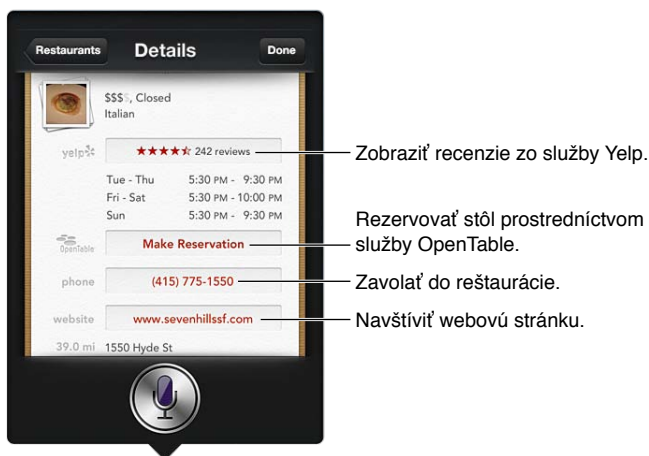 Restaurants
Details
Done
$$$$, Closed
Italian
yelp
242 reviews
Zobraziť recenzie zo služby Yelp.
Tue - Thu 5:30 PM - 9:30 PM
Fri - Sat 5:30 PM - 10:00 PM
Sun 5:30 PM - 9:30 PM
OpenTable
Make Reservation
Rezervovať stôl prostredníctvom
služby OpenTable.
phone
(415) 775-1550
Zavolať do reštaurácie.
website
www.sevenhillssf.com
Navštíviť webovú stránku.
39.0 mi 1550 Hyde St